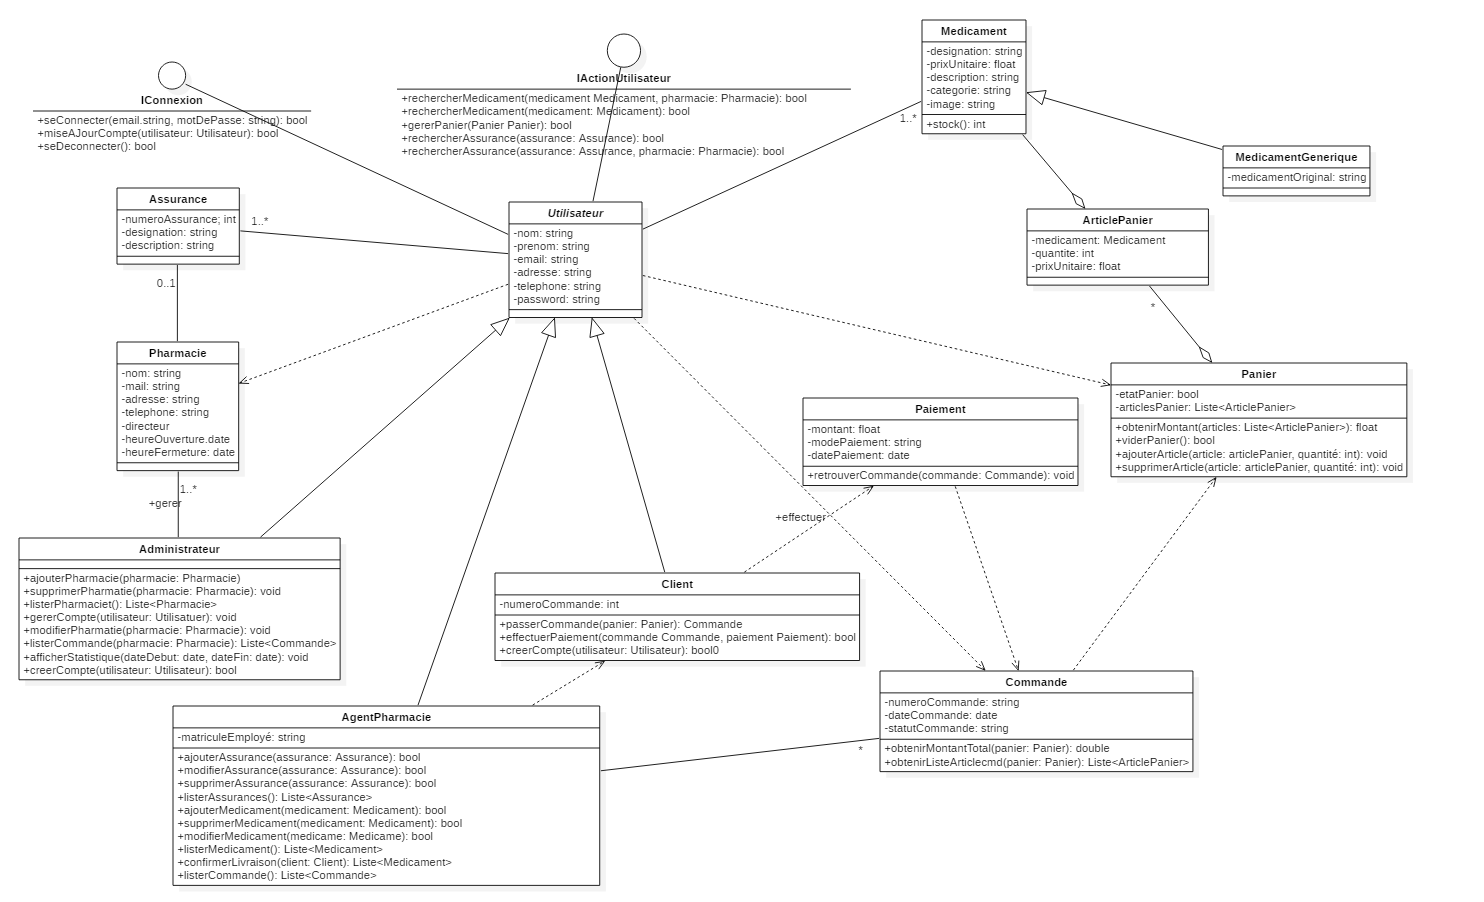 IConnexion
+seConnecter(email.string, motDePasse: string): bool
+miseAJourCompte(utilisateur: Utilisateur): bool
+seDeconnecter(): bool
IActionUtilisateur
+rechercherMedicament(medicament Medicament, pharmacie: Pharmacie): bool
+rechercherMedicament(medicament: Medicament): bool
+gererPanier(Panier Panier): bool
+rechercherAssurance(assurance: Assurance): bool
+rechercherAssurance(assurance: Assurance, pharmacie: Pharmacie): bool
Medicament
-designation: string
-prixUnitaire: float
-description: string
-categorie: string
-image: string
+stock(): int
1..*
MedicamentGenerique
-medicamentOriginal: string
Assurance
-numeroAssurance; int
-designation: string
-description: string
1..*
0..1
Utilisateur
-nom: string
-prenom: string
-email: string
-adresse: string
-telephone: string
-password: string
ArticlePanier
-medicament: Medicament
-quantite: int
-prixUnitaire: float
*
Pharmacie
-nom: string
-mail: string
-adresse: string
-telephone: string
-directeur
-heureOuverture.date
-heureFermeture: date
1..*
+gerer
Panier
-etatPanier: bool
-articlesPanier: Liste<ArticlePanier>
+obtenirMontant(articles: Liste<ArticlePanier>): float
+viderPanier(): bool
+ajouterArticle(article: articlePanier, quantité: int): void
+supprimerArticle(article: articlePanier, quantité: int): void
Paiement
-montant: float
-modePaiement: string
-datePaiement: date
+retrouverCommande(commande: Commande): void
+effectuer
Administrateur
+ajouterPharmacie(pharmacie: Pharmacie)
+supprimerPharmatie(pharmacie: Pharmacie): void
+listerPharmaciet(): Liste<Pharmacie>
+gererCompte(utilisateur: Utilisatuer): void
+modifierPharmatie(pharmacie: Pharmacie): void
+listerCommande(pharmacie: Pharmacie): Liste<Commande>
+afficherStatistique(dateDebut: date, dateFin: date): void
+creerCompte(utilisateur: Utilisateur): bool
Client
-numeroCommande: int
+passerCommande(panier: Panier): Commande
+effectuerPaiement(commande Commande, paiement Paiement): bool
+creerCompte(utilisateur: Utilisateur): bool0
Commande
-numeroCommande: string
-dateCommande: date
-statutCommande: string
+obtenirMontantTotal(panier: Panier): double
+obtenirListeArticlecmd(panier: Panier): Liste<ArticlePanier>
*
AgentPharmacie
-matriculeEmployé: string
+ajouterAssurance(assurance: Assurance): bool
+modifierAssurance(assurance: Assurance): bool
+supprimerAssurance(assurance: Assurance): bool
+listerAssurances(): Liste<Assurance>
+ajouterMedicament(medicament: Medicament): bool
+supprimerMedicament(medicament: Medicament): bool
+modifierMedicament(medicame: Medicame): bool
+listerMedicament(): Liste<Medicament>
+confirmerLivraison(client: Client): Liste<Medicament>
+listerCommande(): Liste<Commande>